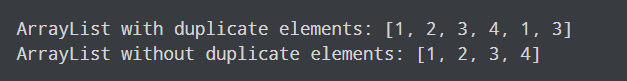 ArrayList with duplicate elements: [1, 2, 3, 4, 1, 3]
ArrayList without duplicate elements: [1, 2, 3, 4]